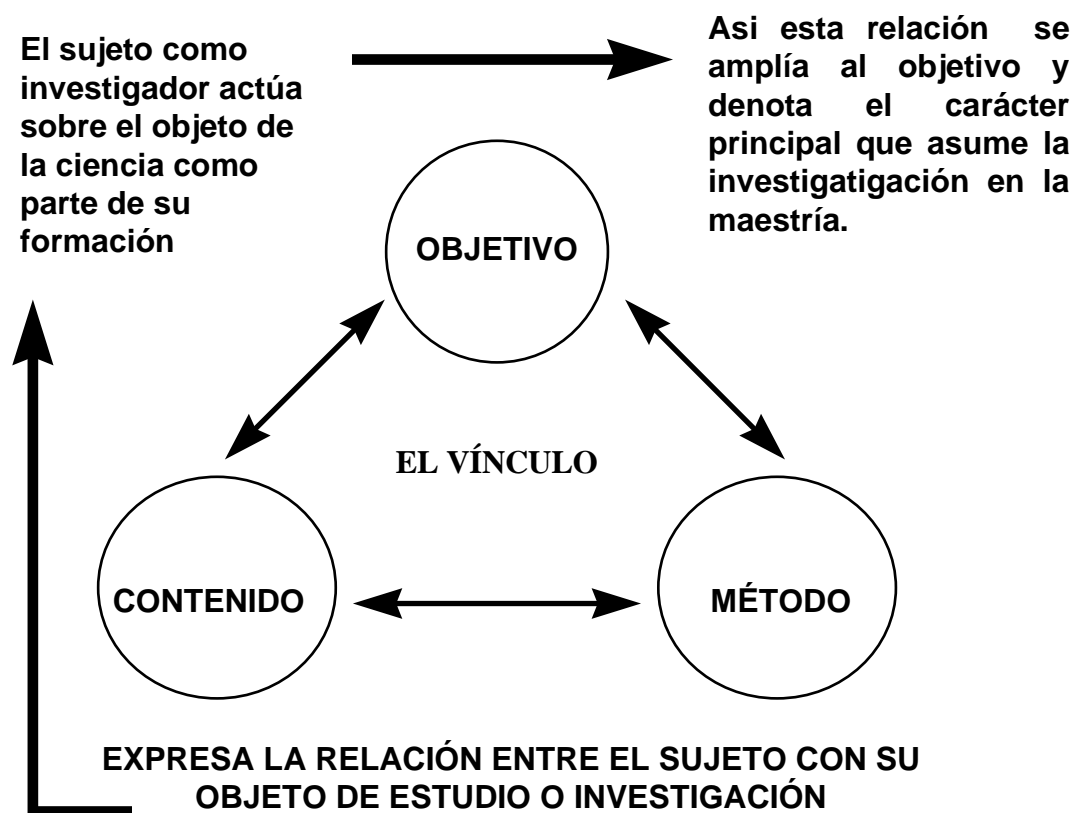 El sujeto como
investigador actúa
sobre el objeto de
la ciencia como
parte de su
formación
Asi esta relación se
amplía al objetivo y
denota el carácter
principal que asume la
investigatigación en la
maestría.
OBJETIVO
EL VÍNCULO
CONTENIDO
MÉTODO
EXPRESA LA RELACIÓN ENTRE EL SUJETO CON SU
OBJETO DE ESTUDIO O INVESTIGACIÓN